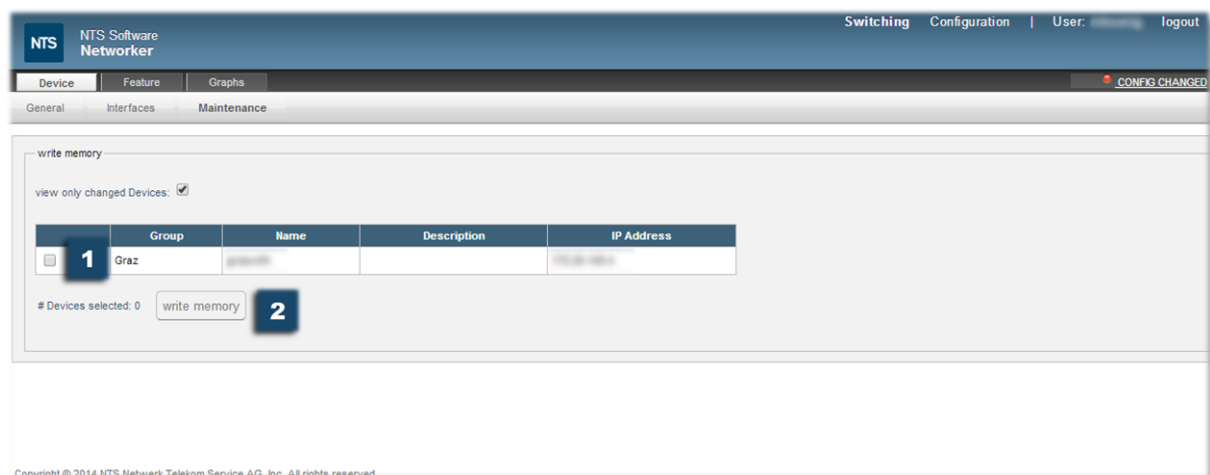 Switching Configuration | User: logout
NTS
NTS Software
Networker
Device Feature Graphs
CONFIG CHANGED
General Interfaces Maintenance
write memory
view only changed Devices:
Group Name Description IP Address
1 Graz
# Devices selected: 0 write memory 2
Copyright © 2014 NTS Netwerk Telekom Service AG, Inc. All rights reserved.